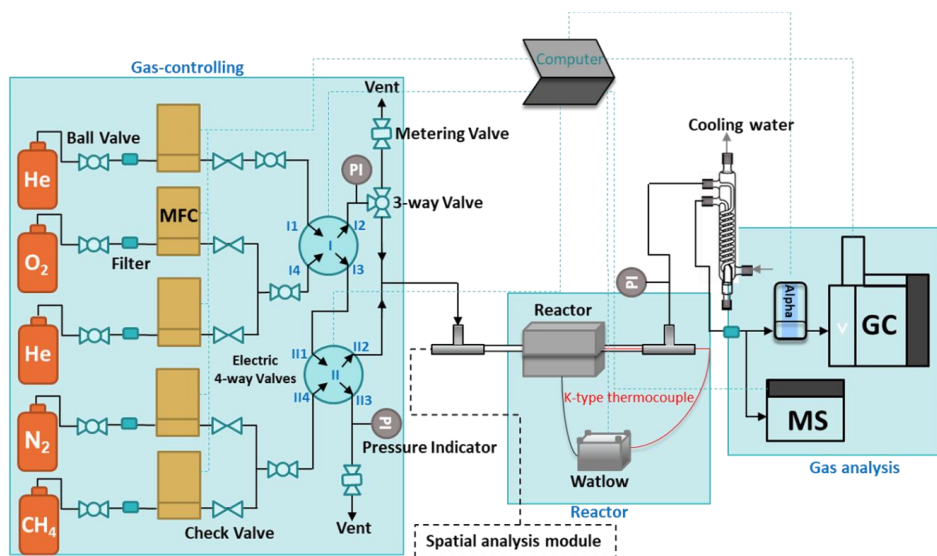 Gas-controlling
Computer
Vent
Ball Valve
Metering Valve
Cooling water
He
PI
MFC
3-way Valve
I1
I2
I
I4
I3
O2
Filter
PI
Reactor
Alpha
V
GC
He
Electric
4-way Valves
II1
II2
II
II4
II3
K-type thermocouple
MS
N2
PI
Pressure Indicator
Watlow
Gas analysis
CH4
Check Valve
Vent
Reactor
Spatial analysis module